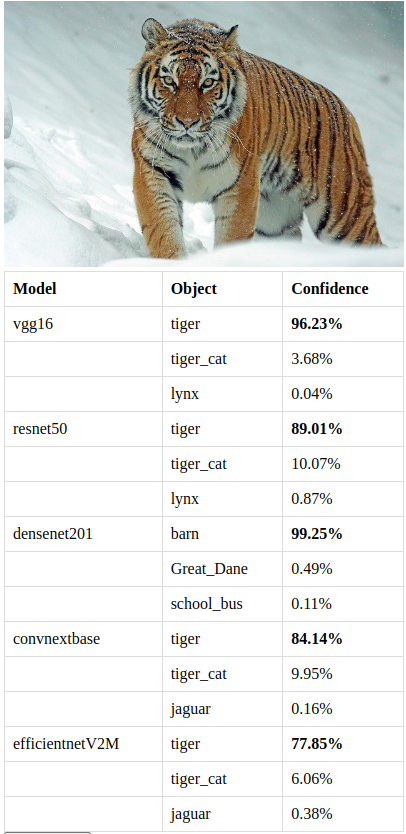 Model Object Confidence
vgg16 tiger 96.23%
tiger_cat 3.68%
lynx 0.04%
resnet50 tiger 89.01%
tiger_cat 10.07%
lynx 0.87%
densenet201 barn 99.25%
Great_Dane 0.49%
school_bus 0.11%
convnextbase tiger 84.14%
tiger_cat 9.95%
jaguar 0.16%
efficientnetV2M tiger 77.85%
tiger_cat 6.06%
jaguar 0.38%